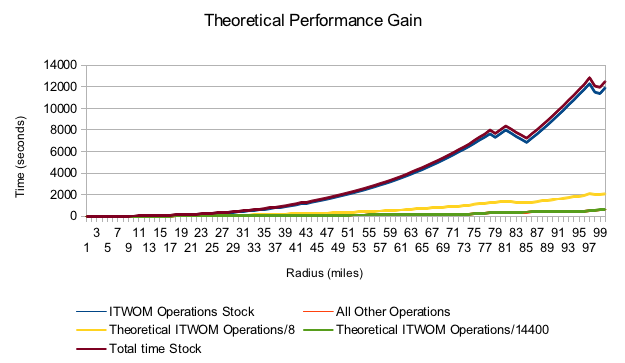 Theoretical Performance Gain
14000
12000
10000
8000
6000
4000
2000
0
Time (seconds)
3 7 11 15 19 23 27 31 35 39 43 47 51 55 59 63 67 71 75 79 83 87 91 95 99
1 5 9 13 17 21 25 29 33 37 41 45 49 53 57 61 65 69 73 77 81 85 89 93 97
Radius (miles)
ITWOM Operations Stock All Other Operations
Theoretical ITWOM Operations/8 Theoretical ITWOM Operations/14400
Total time Stock